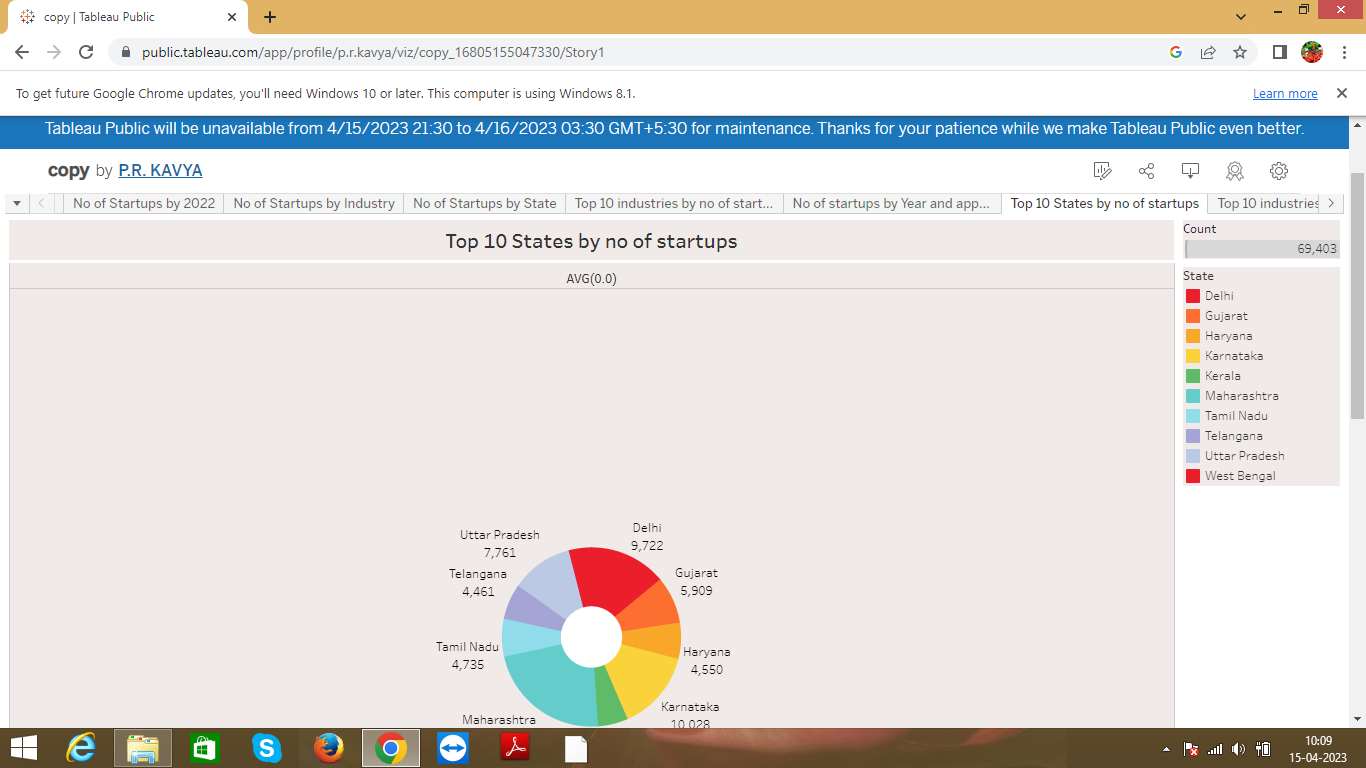 copy | Tableau Public
public.tableau.com/app/profile/p.r.kavya/viz/copy_16805155047330/Story1
To get future Google Chrome updates, you'll need Windows 10 or later. This computer is using Windows 8.1.
Learn more
Tableau Public will be unavailable from 4/15/2023 21:30 to 4/16/2023 03:30 GMT+5:30 for maintenance. Thanks for your patience while we make Tableau Public even better.
copy by P.R. KAVYA
No of Startups by 2022
No of Startups by Industry
No of Startups by State
Top 10 industries by no of start...
No of startups by Year and app...
Top 10 States by no of startups
Top 10 industries
Top 10 States by no of startups
AVG(0.0)
Count
69,403
State
Delhi
Gujarat
Haryana
Karnataka
Kerala
Maharashtra
Tamil Nadu
Telangana
Uttar Pradesh
West Bengal
Delhi
9,722
Gujarat
5,909
Haryana
4,550
Karnataka
10,028
Maharashtra
Tamil Nadu
4,735
Telangana
4,461
Uttar Pradesh
7,761
10:09
15-04-2023